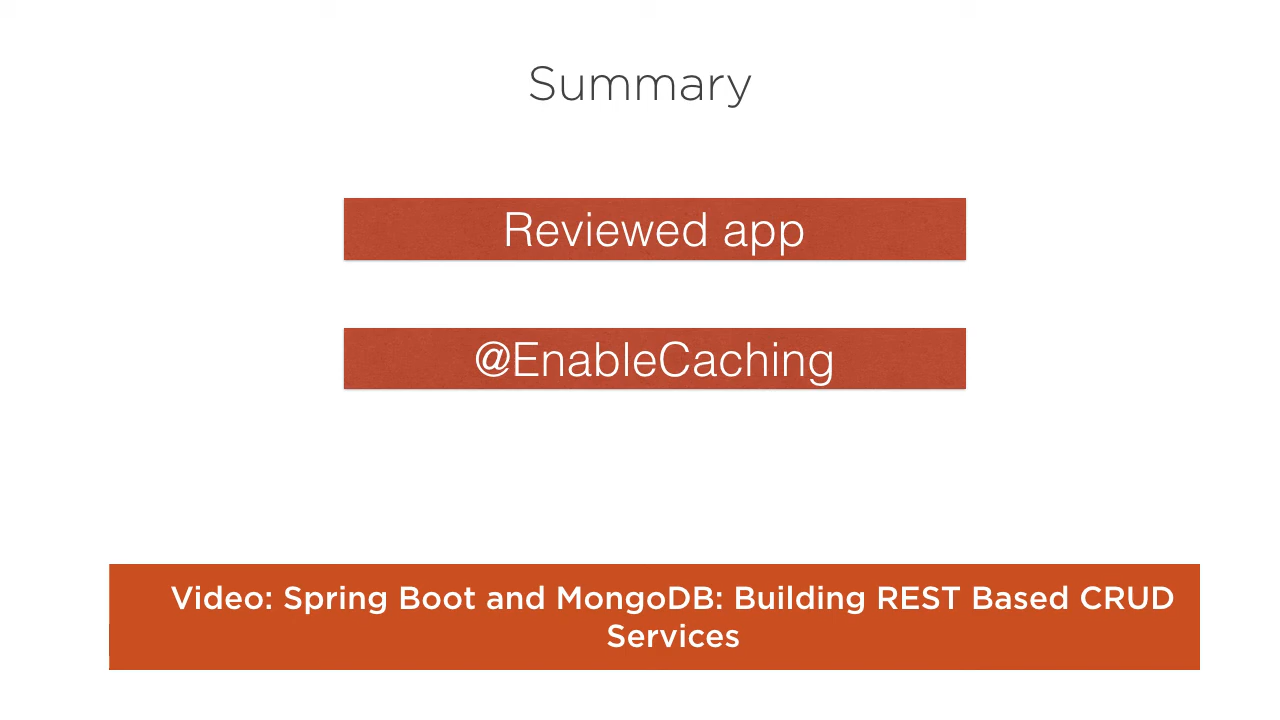 Summary
Reviewed app
@EnableCaching
Video: Spring Boot and MongoDB: Building REST Based CRUD
Services